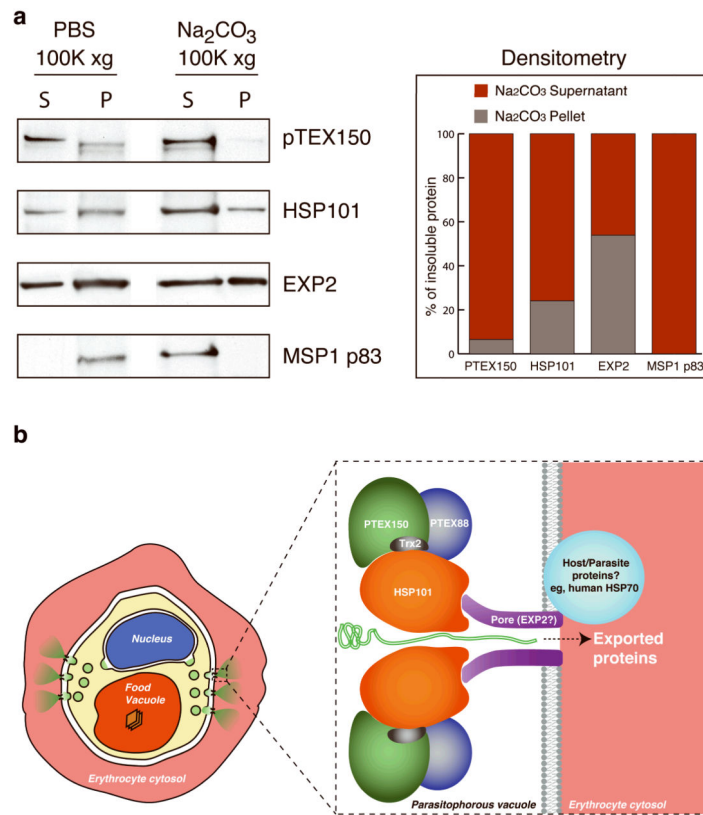 a
PBS
100K xg
Na2CO3
100K xg
S P S P
pTEX150
HSP101
EXP2
MSP1 p83
Densitometry
Na2CO3 Supernatant
Na2CO3 Pellet
% of insoluble protein
100
80
60
40
20
0
PTEX150 HSP101 EXP2 MSP1 p83
b
Nucleus
Food
Vacuole
Erythrocyte cytosol
PTEX150
PTEX88
Trx2
HSP101
Pore (EXP2?)
Host/Parasite
proteins?
eg, human HSP70
Exported
proteins
Parasitophorous vacuole
Erythrocyte cytosol